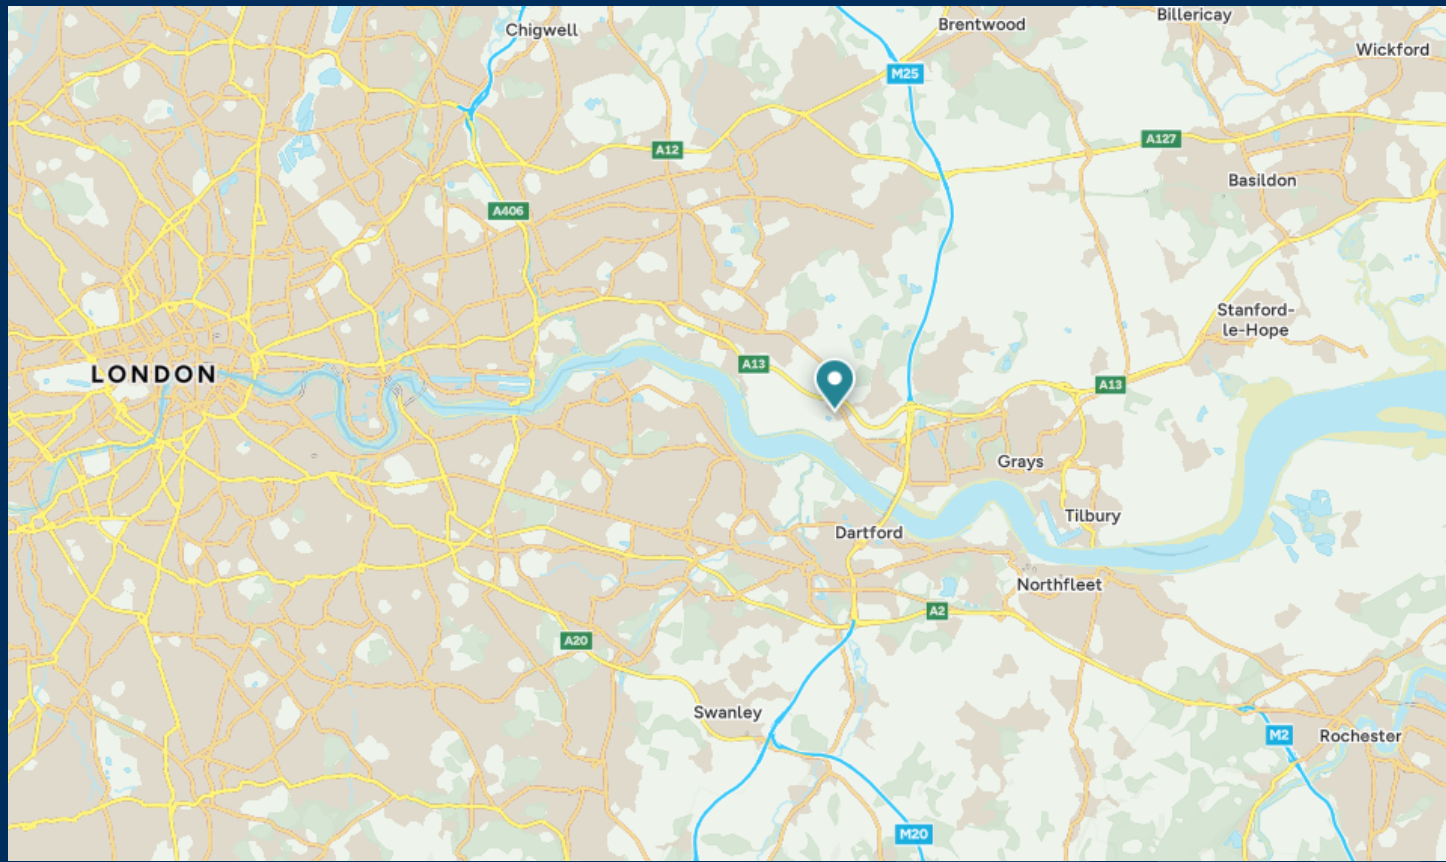 Billericay
Brentwood
Chigwell
Wickford
M25
A127
A12
Basildon
A406
Stanford-
le-Hope
A13
LONDON
A13
Grays
Tilbury
Dartford
Northfleet
A2
A20
Swanley
M2
Rochester
M20